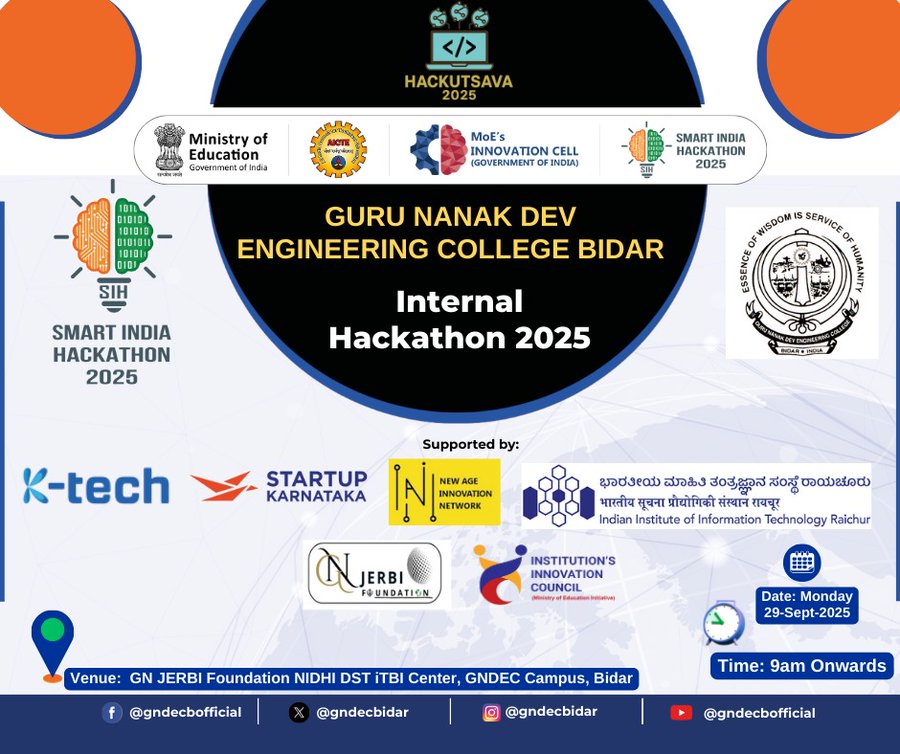 HACKUTSAVA
2025
Ministry of
Education
Government of India
सत्यमेव जयते
AICTE
MoE's
INNOVATION CELL
(GOVERNMENT OF INDIA)
SIH
SMART INDIA
HACKATHON
2025
GURU NANAK DEV
ENGINEERING COLLEGE BIDAR
Internal
Hackathon 2025
SIH
SMART INDIA
HACKATHON
2025
ESSENCE OF WISDOM IS SERVICE OF HUMANITY
GURU NANAK DEV ENGINEERING COLLEGE
BIDAR • INDIA
Supported by:
K-tech
STARTUP
KARNATAKA
NEW AGE
INNOVATION
NETWORK
ಭಾರತೀಯ ಮಾಹಿತಿ ತಂತ್ರಜ್ಞಾನ ಸಂಸ್ಥೆ ರಾಯಚೂರು
भारतीय सूचना प्रौद्योगिकी संस्थान रायचूर
Indian Institute of Information Technology Raichur
GN JERBI
FOUNDATION
INSTITUTION'S
INNOVATION
COUNCIL
(Ministry of Education Initiative)
Date: Monday
29-Sept-2025
Time: 9am Onwards
Venue:  GN JERBI Foundation NIDHI DST iTBI Center, GNDEC Campus, Bidar
@gndecbofficial
@gndecbidar
@gndecbidar
@gndecbofficial